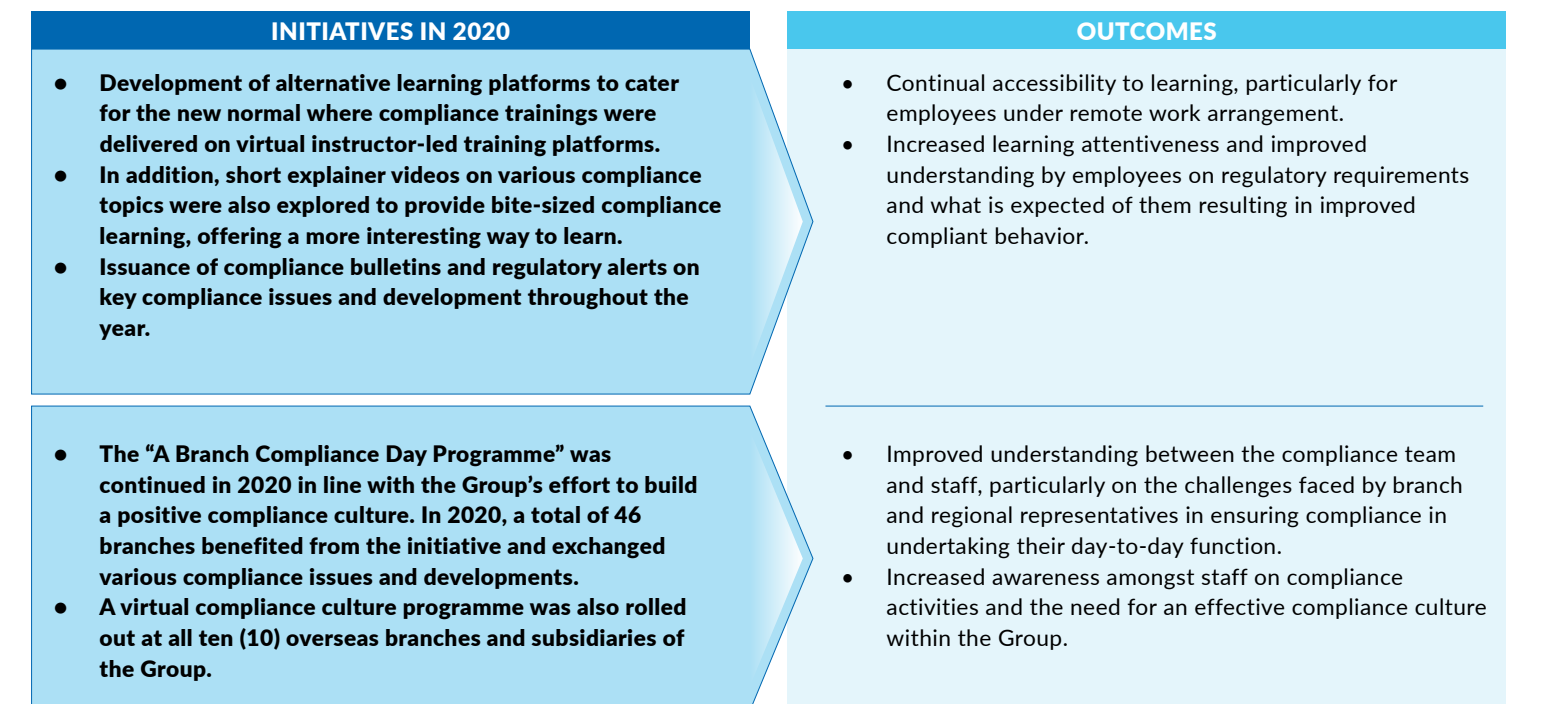 INITIATIVES IN 2020
● Development of alternative learning platforms to cater
for the new normal where compliance trainings were
delivered on virtual instructor-led training platforms.
● In addition, short explainer videos on various compliance
topics were also explored to provide bite-sized compliance
learning, offering a more interesting way to learn.
● Issuance of compliance bulletins and regulatory alerts on
key compliance issues and development throughout the
year.
OUTCOMES
• Continual accessibility to learning, particularly for
employees under remote work arrangement.
• Increased learning attentiveness and improved
understanding by employees on regulatory requirements
and what is expected of them resulting in improved
compliant behavior.
● The “A Branch Compliance Day Programme” was
continued in 2020 in line with the Group’s effort to build
a positive compliance culture. In 2020, a total of 46
branches benefited from the initiative and exchanged
various compliance issues and developments.
● A virtual compliance culture programme was also rolled
out at all ten (10) overseas branches and subsidiaries of
the Group.
• Improved understanding between the compliance team
and staff, particularly on the challenges faced by branch
and regional representatives in ensuring compliance in
undertaking their day-to-day function.
• Increased awareness amongst staff on compliance
activities and the need for an effective compliance culture
within the Group.